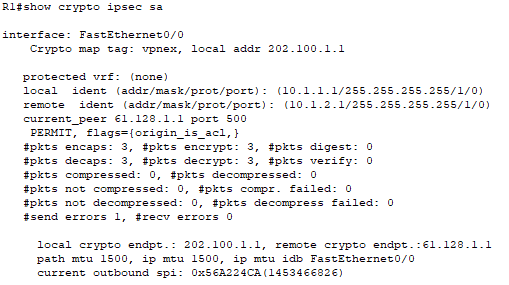 R1#show crypto ipsec sa
interface: FastEthernet0/0
Crypto map tag: vpnex, local addr 202.100.1.1
protected vrf: (none)
local ident (addr/mask/prot/port): (10.1.1.1/255.255.255.255/1/0)
remote ident (addr/mask/prot/port): (10.1.2.1/255.255.255.255/1/0)
current_peer 61.128.1.1 port 500
PERMIT, flags={origin_is_acl,}
#pkts encaps: 3, #pkts encrypt: 3, #pkts digest: 0
#pkts decaps: 3, #pkts decrypt: 3, #pkts verify: 0
#pkts compressed: 0, #pkts decompressed: 0
#pkts not compressed: 0, #pkts compr. failed: 0
#pkts not decompressed: 0, #pkts decompress failed: 0
#send errors 1, #recv errors 0
local crypto endpt.: 202.100.1.1, remote crypto endpt.:61.128.1.1
path mtu 1500, ip mtu 1500, ip mtu idb FastEthernet0/0
current outbound spi: 0x56A224CA(1453466826)